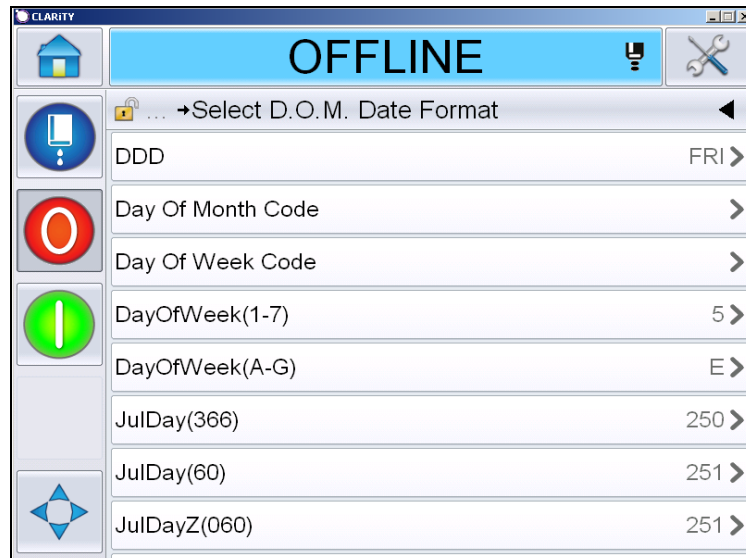 CLARiTY
OFFLINE
... →Select D.O.M. Date Format
DDD FRI
Day Of Month Code
Day Of Week Code
DayOfWeek(1-7) 5
DayOfWeek(A-G) E
JulDay(366) 250
JulDay(60) 251
JulDayZ(060) 251